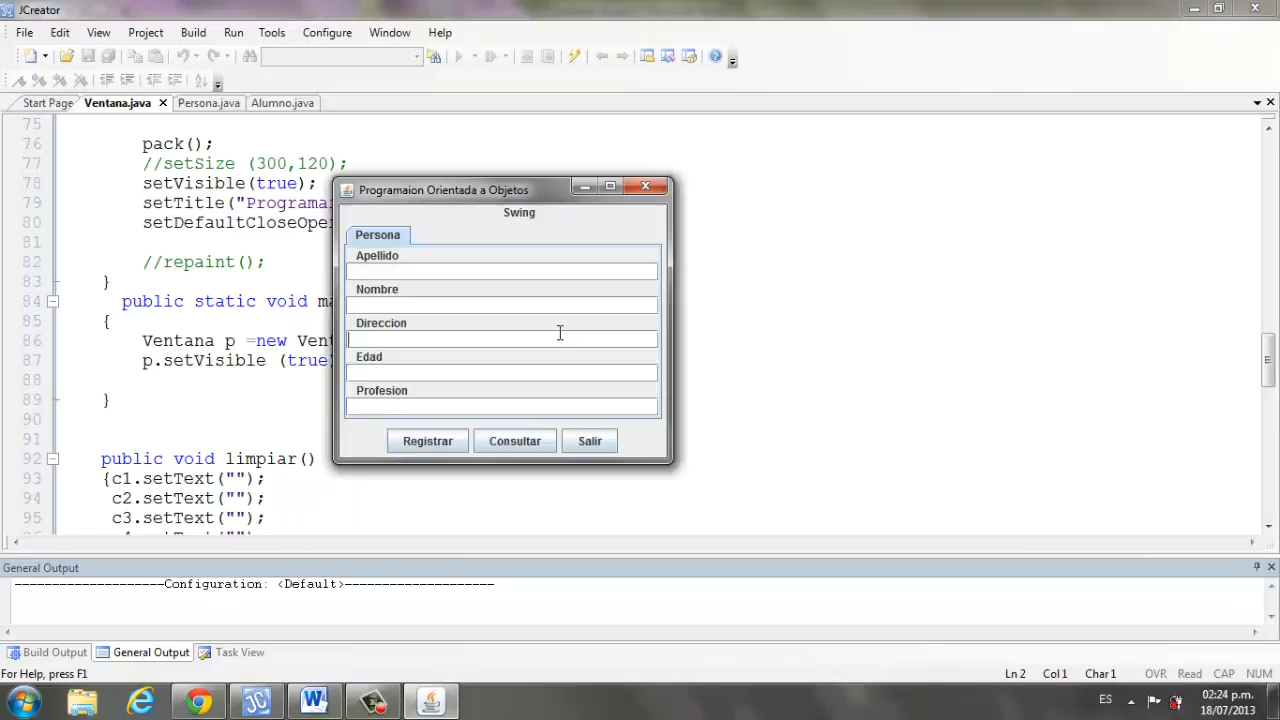 JCreator
File Edit View Project Build Run Tools Configure Window Help
Start Page Ventana.java Persona.java Alumno.java
75
76 pack();
77 //setSize (300,120);
78 setVisible(true);
79 setTitle("Programai
80 setDefaultCloseOper
81
82 //repaint();
83 }
84 public static void ma
85 {
86 Ventana p =new Vent
87 p.setVisible (true)
88
89 }
90
91
92 public void limpiar()
93 {c1.setText("");
94 c2.setText("");
95 c3.setText("");
Programaion Orientada a Objetos
Swing
Persona
Apellido
Nombre
Direccion
Edad
Profesion
Registrar Consultar Salir
General Output
--------------------Configuration: <Default>--------------------
Build Output General Output Task View
For Help, press F1 Ln 2 Col 1 Char 1 OVR Read CAP NUM
ES 02:24 p.m.
18/07/2013